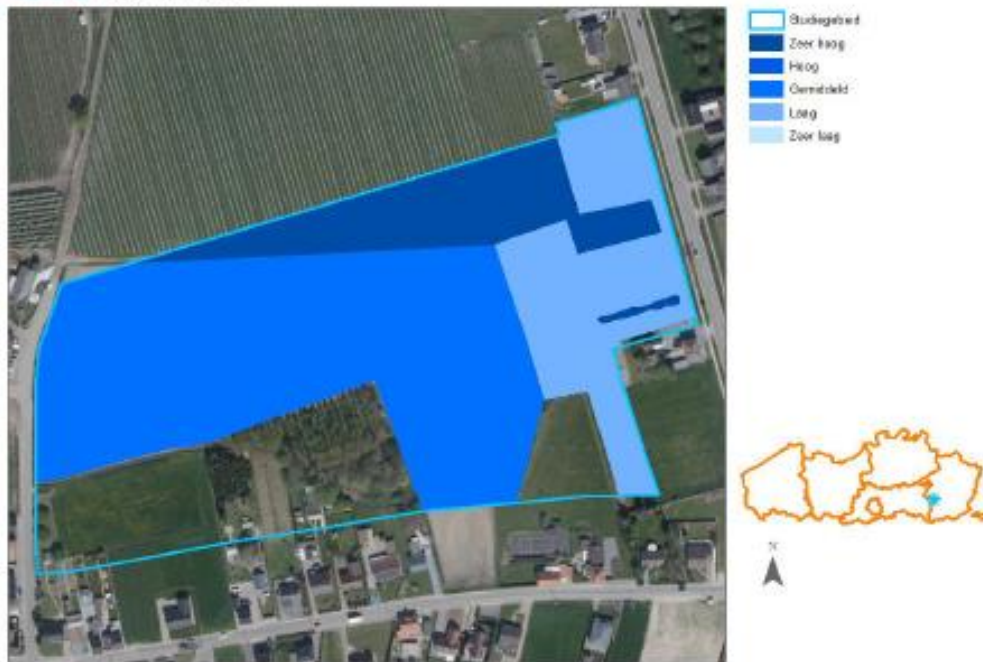 Studiegebied
Zeer hoog
Hoog
Gemiddeld
Laag
Zeer laag
N